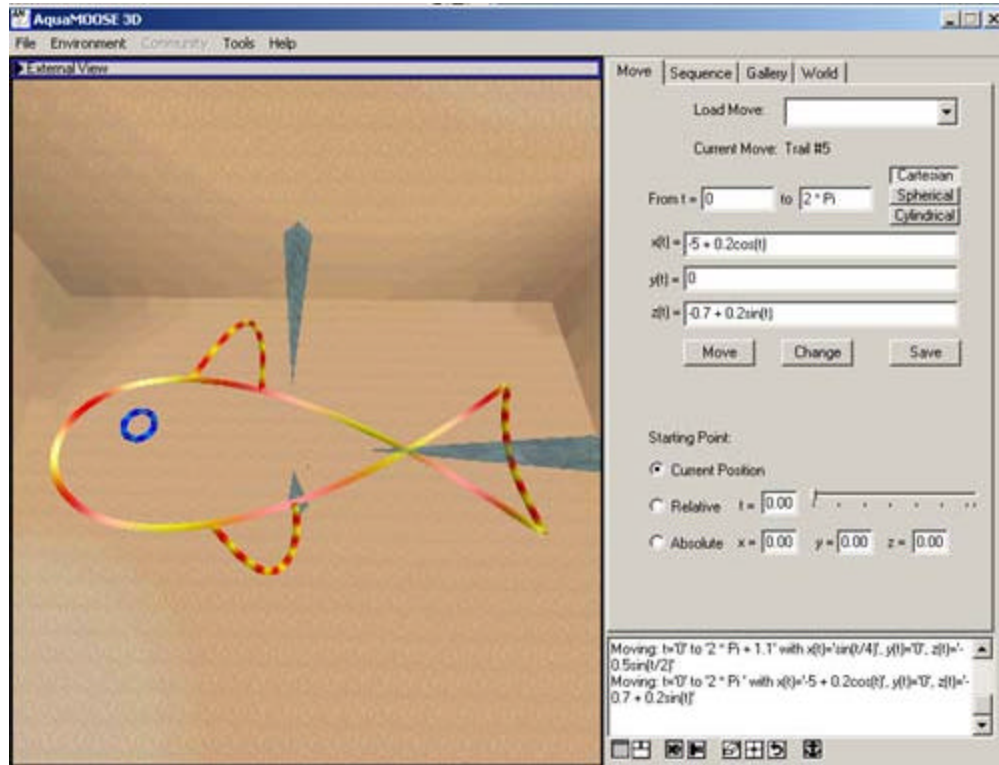 AquaMOOSE 3D
File Environment Community Tools Help
External View
Move Sequence Gallery World
Load Move:
Current Move: Trail #5
From t = 0 to 2 * Pi
Cartesian
Spherical
Cylindrical
x(t) = -5 + 0.2cos(t)
y(t) = 0
z(t) = -0.7 + 0.2sin(t)
Move Change Save
Starting Point:
Current Position
Relative t = 0.00
Absolute x = 0.00 y = 0.00 z = 0.00
Moving: t='0' to '2 * Pi + 1.1' with x(t)='sin(t/4)', y(t)='0', z(t)='-
0.5sin(t/2)'
Moving: t='0' to '2 * Pi ' with x(t)='-5 + 0.2cos(t)', y(t)='0', z(t)='-
0.7 + 0.2sin(t)'